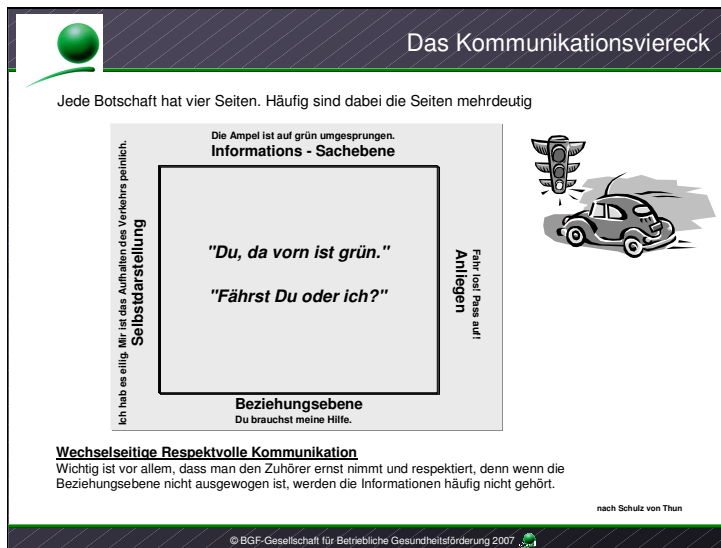 Das Kommunikationsviereck
Jede Botschaft hat vier Seiten. Häufig sind dabei die Seiten mehrdeutig
Die Ampel ist auf grün umgesprungen.
Informations - Sachebene
Ich hab es eilig. Mir ist das Aufhalten des Verkehrs peinlich.
Selbstdarstellung
"Du, da vorn ist grün."
"Fährst Du oder ich?"
Fahr los! Pass auf!
Anliegen
Beziehungsebene
Du brauchst meine Hilfe.
Wechselseitige Respektvolle Kommunikation
Wichtig ist vor allem, dass man den Zuhörer ernst nimmt und respektiert, denn wenn die
Beziehungsebene nicht ausgewogen ist, werden die Informationen häufig nicht gehört.
nach Schulz von Thun
© BGF-Gesellschaft für Betriebliche Gesundheitsförderung 2007